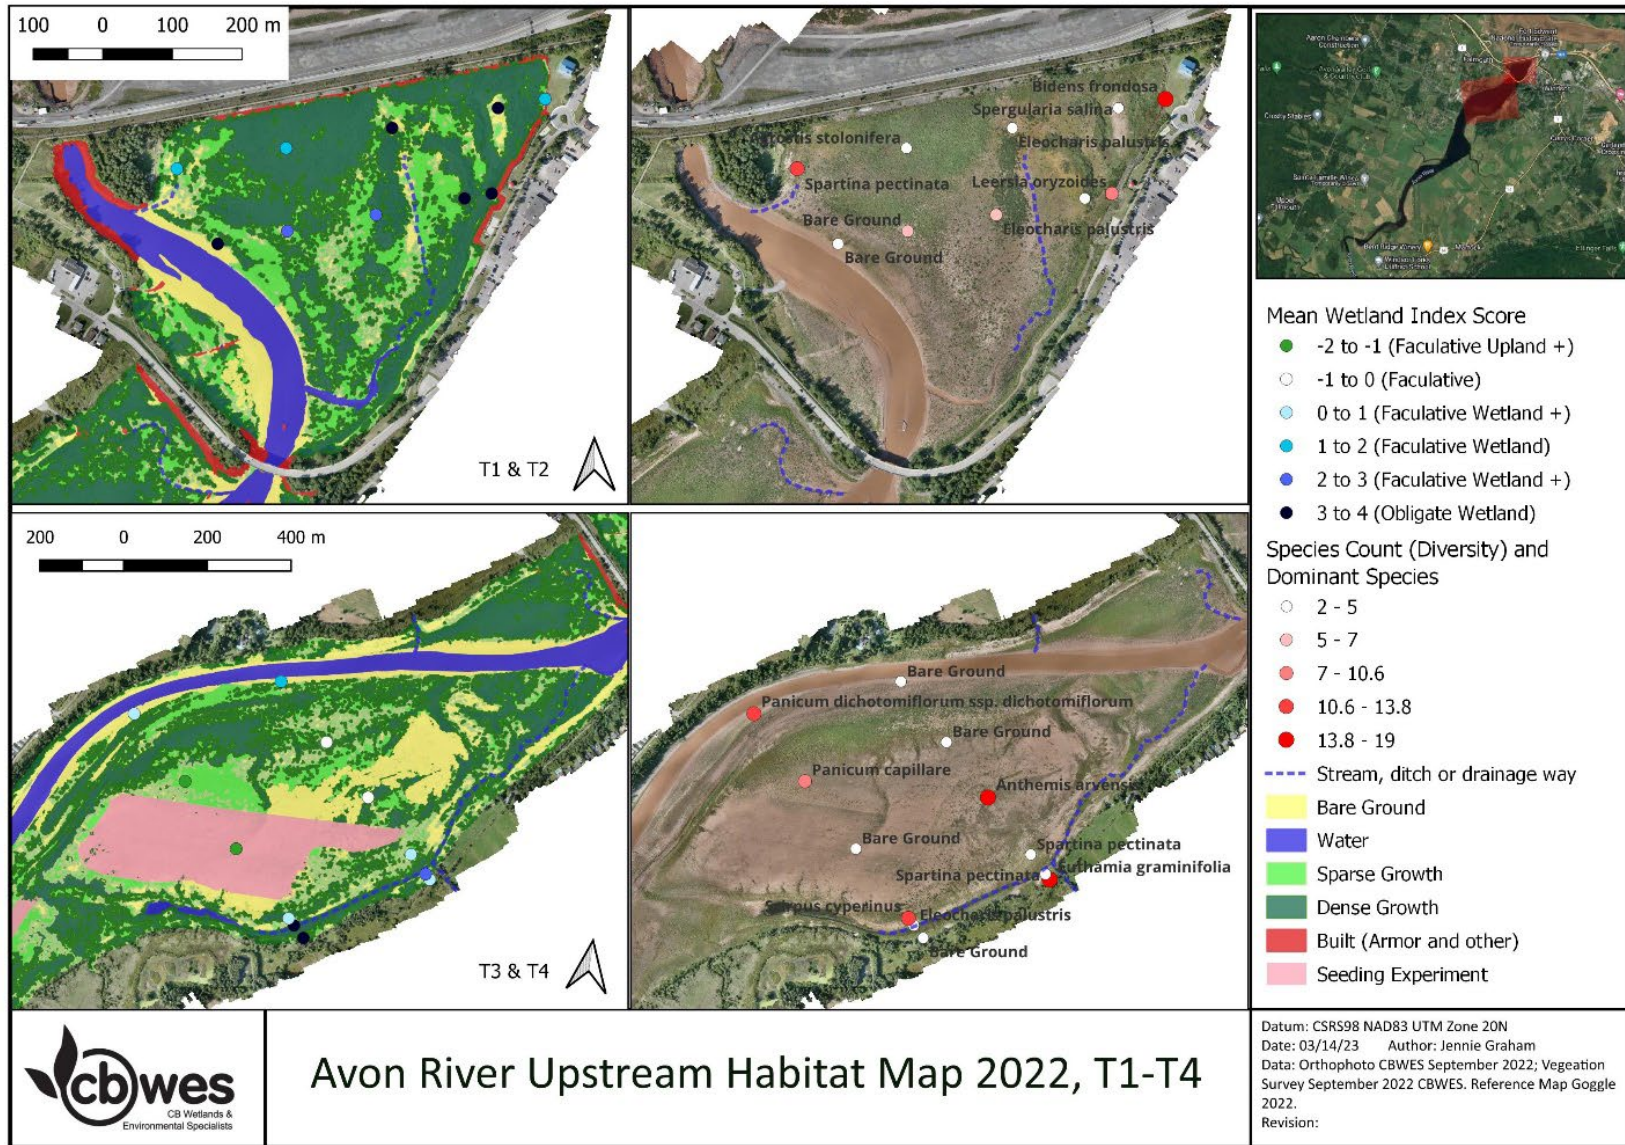 100 0 100 200 m
T1 & T2
Bidens frondosa
Spergularia salina
Agrostis stolonifera
Eleocharis palustris
Spartina pectinata
Leersia oryzoides
Bare Ground
Eleocharis palustris
Bare Ground
200 0 200 400 m
T3 & T4
Bare Ground
Panicum dichotomiflorum ssp. dichotomiflorum
Bare Ground
Panicum capillare
Anthemis arvensis
Bare Ground
Spartina pectinata
Euthamia graminifolia
Spartina pectinata
Scirpus cyperinus
Eleocharis palustris
Bare Ground
Aaron Chambers
Construction
Falmouth
Bent Ridge Winery
Mean Wetland Index Score
-2 to -1 (Faculative Upland +)
-1 to 0 (Faculative)
0 to 1 (Faculative Wetland +)
1 to 2 (Faculative Wetland)
2 to 3 (Faculative Wetland +)
3 to 4 (Obligate Wetland)
Species Count (Diversity) and
Dominant Species
2 - 5
5 - 7
7 - 10.6
10.6 - 13.8
13.8 - 19
Stream, ditch or drainage way
Bare Ground
Water
Sparse Growth
Dense Growth
Built (Armor and other)
Seeding Experiment
cbwes
CB Wetlands &
Environmental Specialists
Avon River Upstream Habitat Map 2022, T1-T4
Datum: CSRS98 NAD83 UTM Zone 20N
Date: 03/14/23 Author: Jennie Graham
Data: Orthophoto CBWES September 2022; Vegeation
Survey September 2022 CBWES. Reference Map Goggle
2022.
Revision: